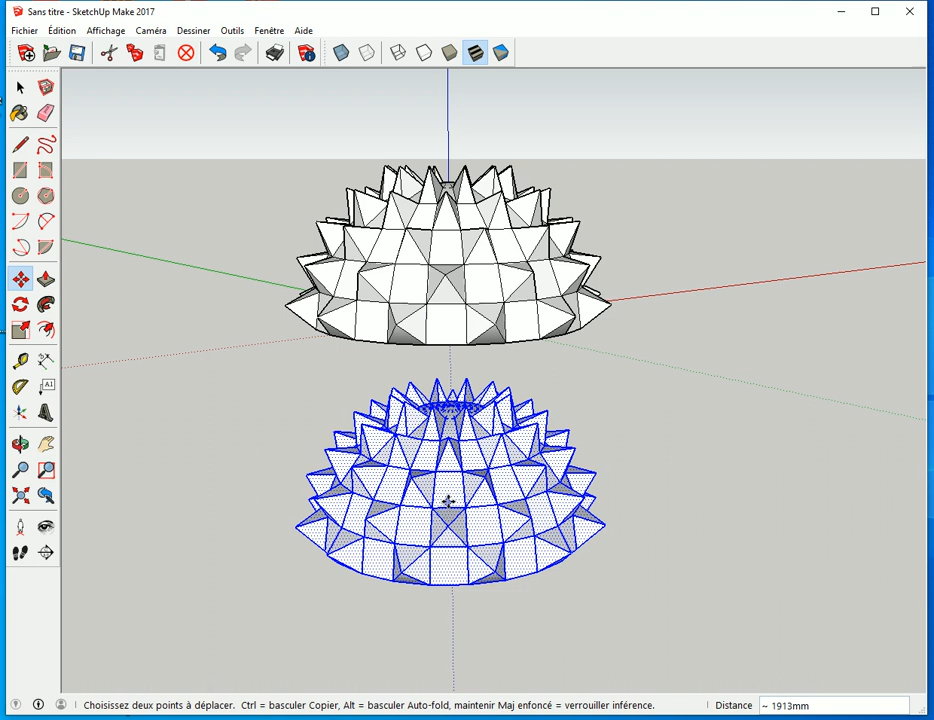 Sans titre - SketchUp Make 2017
Fichier Édition Affichage Caméra Dessiner Outils Fenêtre Aide
A1
Choisissez deux points à déplacer. Ctrl = basculer Copier, Alt = basculer Auto-fold, maintenir Maj enfoncé = verrouiller inférence. Distance ~ 1913mm